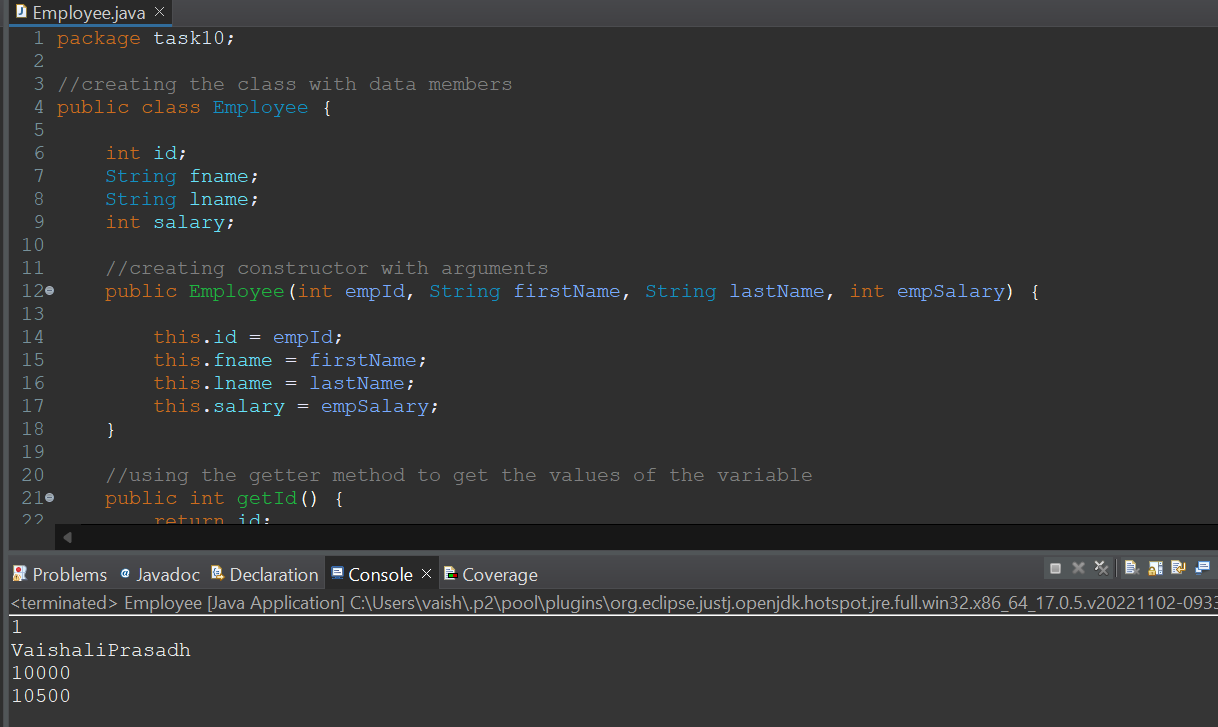 Employee.java
1 package task10;
2
3 //creating the class with data members
4 public class Employee {
5
6 int id;
7 String fname;
8 String lname;
9 int salary;
10
11 //creating constructor with arguments
12 public Employee(int empId, String firstName, String lastName, int empSalary) {
13
14 this.id = empId;
15 this.fname = firstName;
16 this.lname = lastName;
17 this.salary = empSalary;
18 }
19
20 //using the getter method to get the values of the variable
21 public int getId() {
22 return id;
Problems @ Javadoc Declaration Console Coverage
<terminated> Employee [Java Application] C:\Users\vaish\.p2\pool\plugins\org.eclipse.justj.openjdk.hotspot.jre.full.win32.x86_64_17.0.5.v20221102-0933
1
VaishaliPrasadh
10000
10500